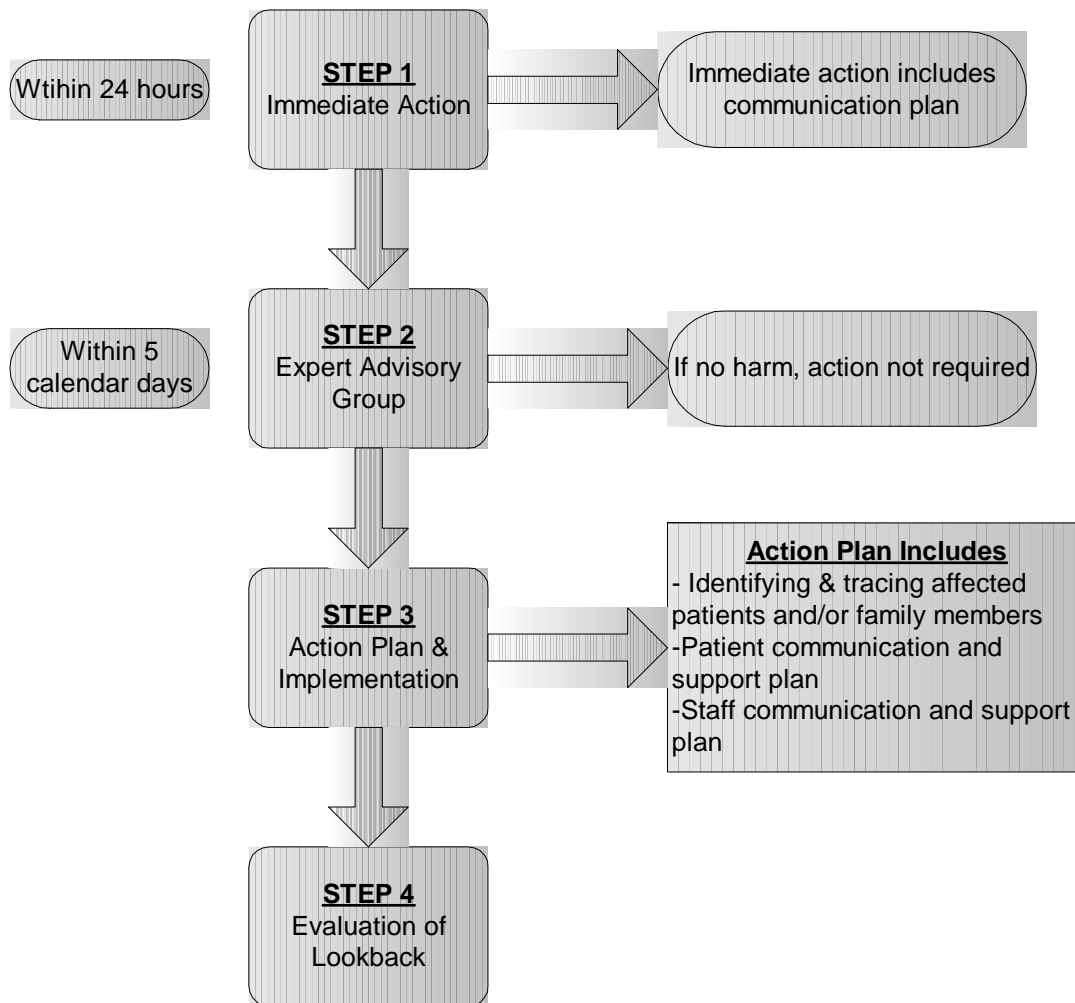 Wtihin 24 hours
STEP 1
Immediate Action
Immediate action includes
communication plan
Within 5
calendar days
STEP 2
Expert Advisory
Group
If no harm, action not required
STEP 3
Action Plan &
Implementation
Action Plan Includes
- Identifying & tracing affected
patients and/or family members
-Patient communication and
support plan
-Staff communication and support
plan
STEP 4
Evaluation of
Lookback